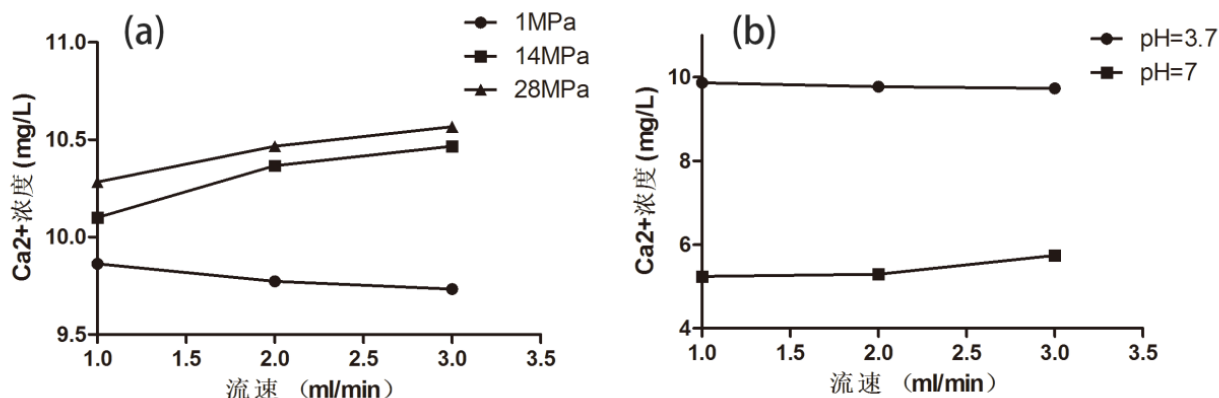 (a)
1MPa
14MPa
28MPa
Ca2+浓度 (mg/L)
11.0
10.5
10.0
9.5
1.0
1.5
2.0
2.5
3.0
3.5
流速 （ml/min)
(b)
pH=3.7
pH=7
Ca2+浓度 (mg/L)
10
8
6
4
1.0
1.5
2.0
2.5
3.0
3.5
流速 （ml/min)